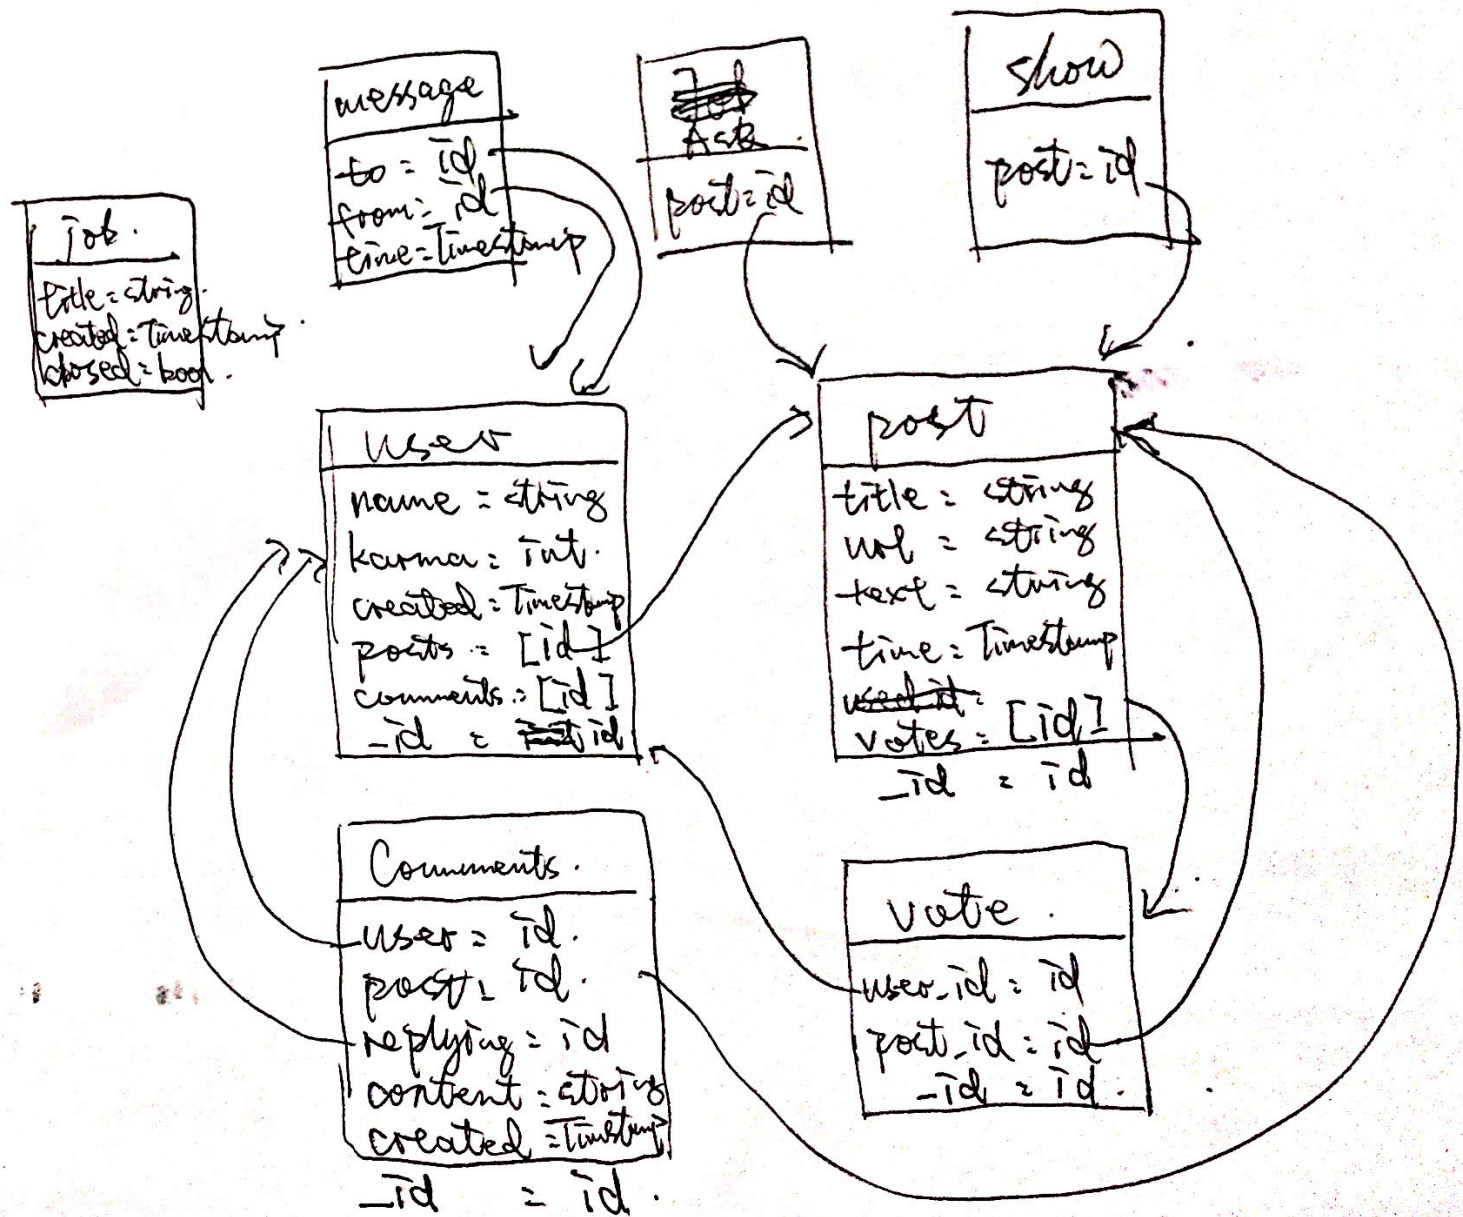 message
to = id
from = id
time = Timestamp
Ask
post = id
show
post = id
job.
title = string.
created = Timestamp.
closed = bool.
user
name = string
karma = int.
created = Timestamp
posts = [id]
comments = [id]
_id = id
post
title = string
url = string
text = string
time = Timestamp
votes = [id]
_id = id
Comments.
user = id.
post = id.
replying = id
content = string
created = Timestamp
_id = id.
vote.
user_id = id
post_id = id
_id = id.